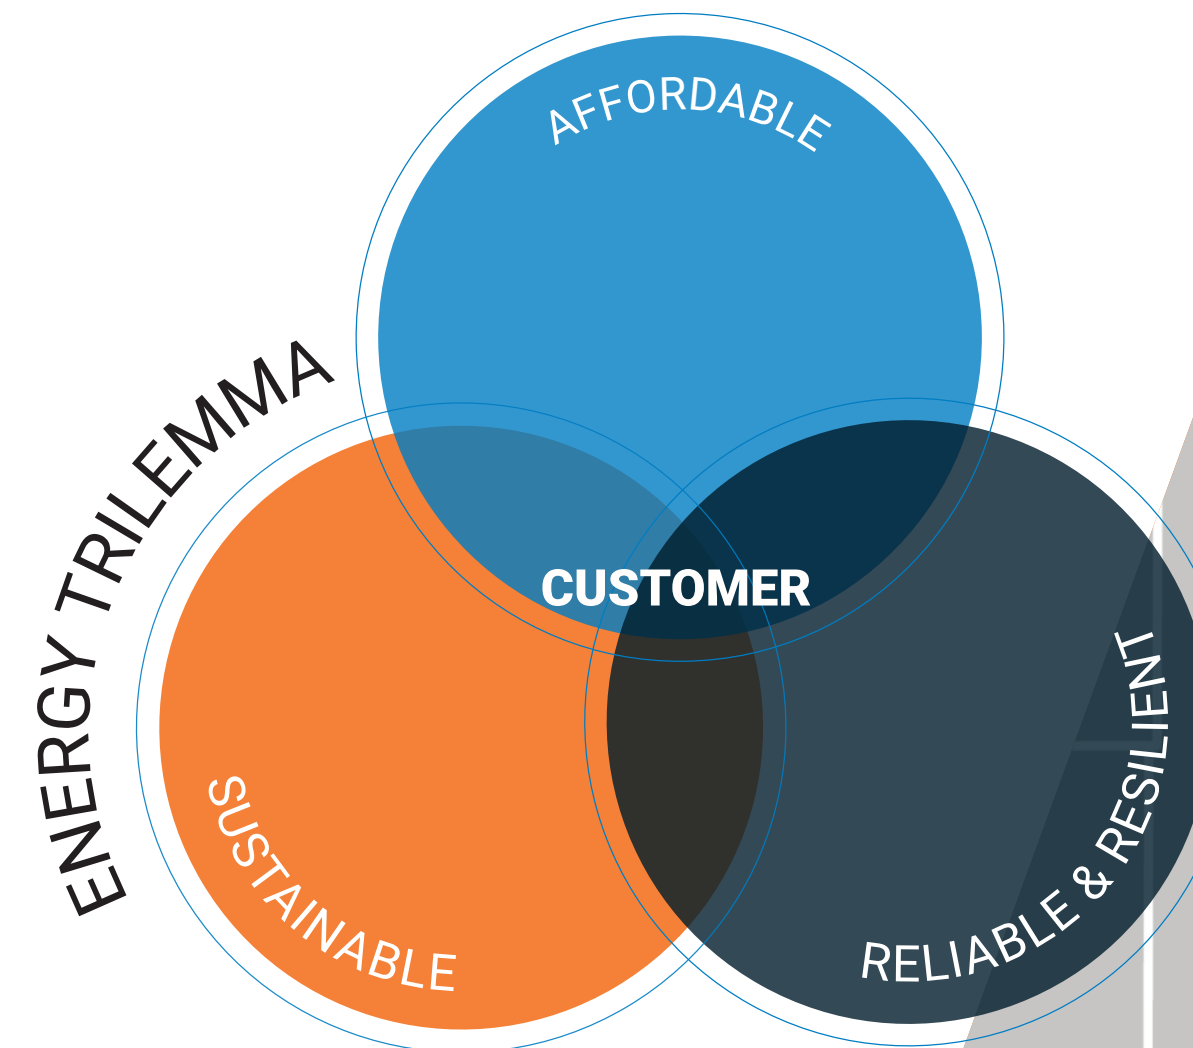 AFFORDABLE
ENERGY TRILEMMA
CUSTOMER
SUSTAINABLE
RELIABLE & RESILIENT